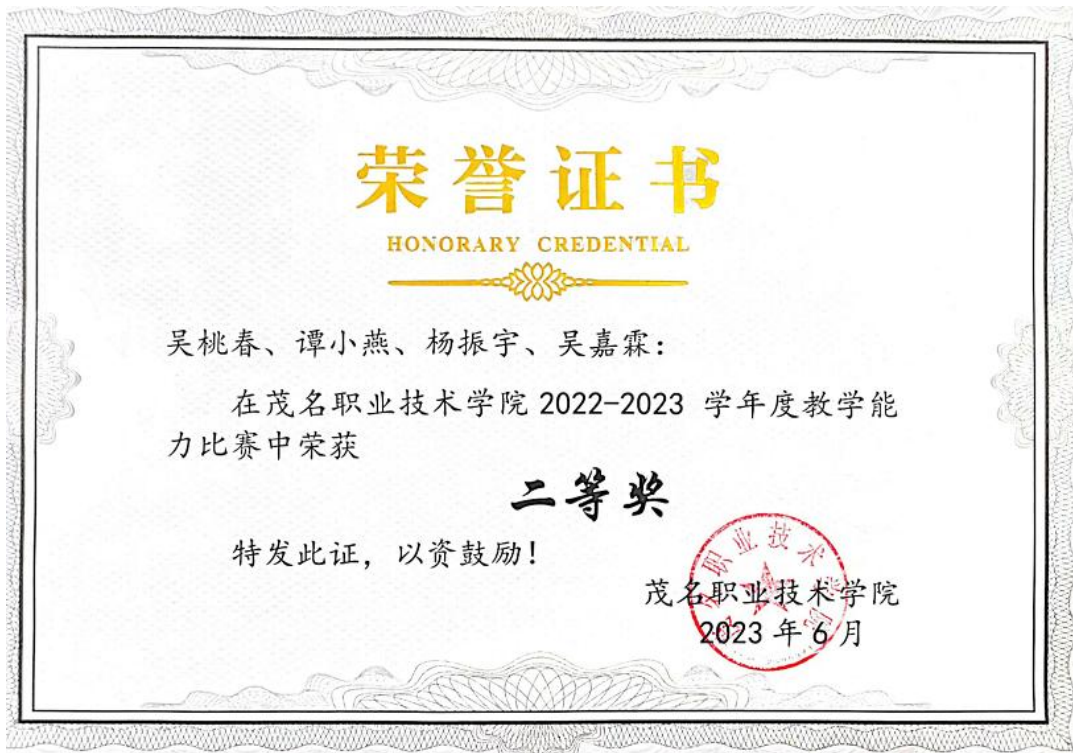 荣誉证书
HONORARY CREDENTIAL
吴桃春、谭小燕、杨振宇、吴嘉霖：
在茂名职业技术学院 2022-2023 学年度教学能
力比赛中荣获
二等奖
特发此证，以资鼓励！
茂名职业技术学院
2023 年 6 月